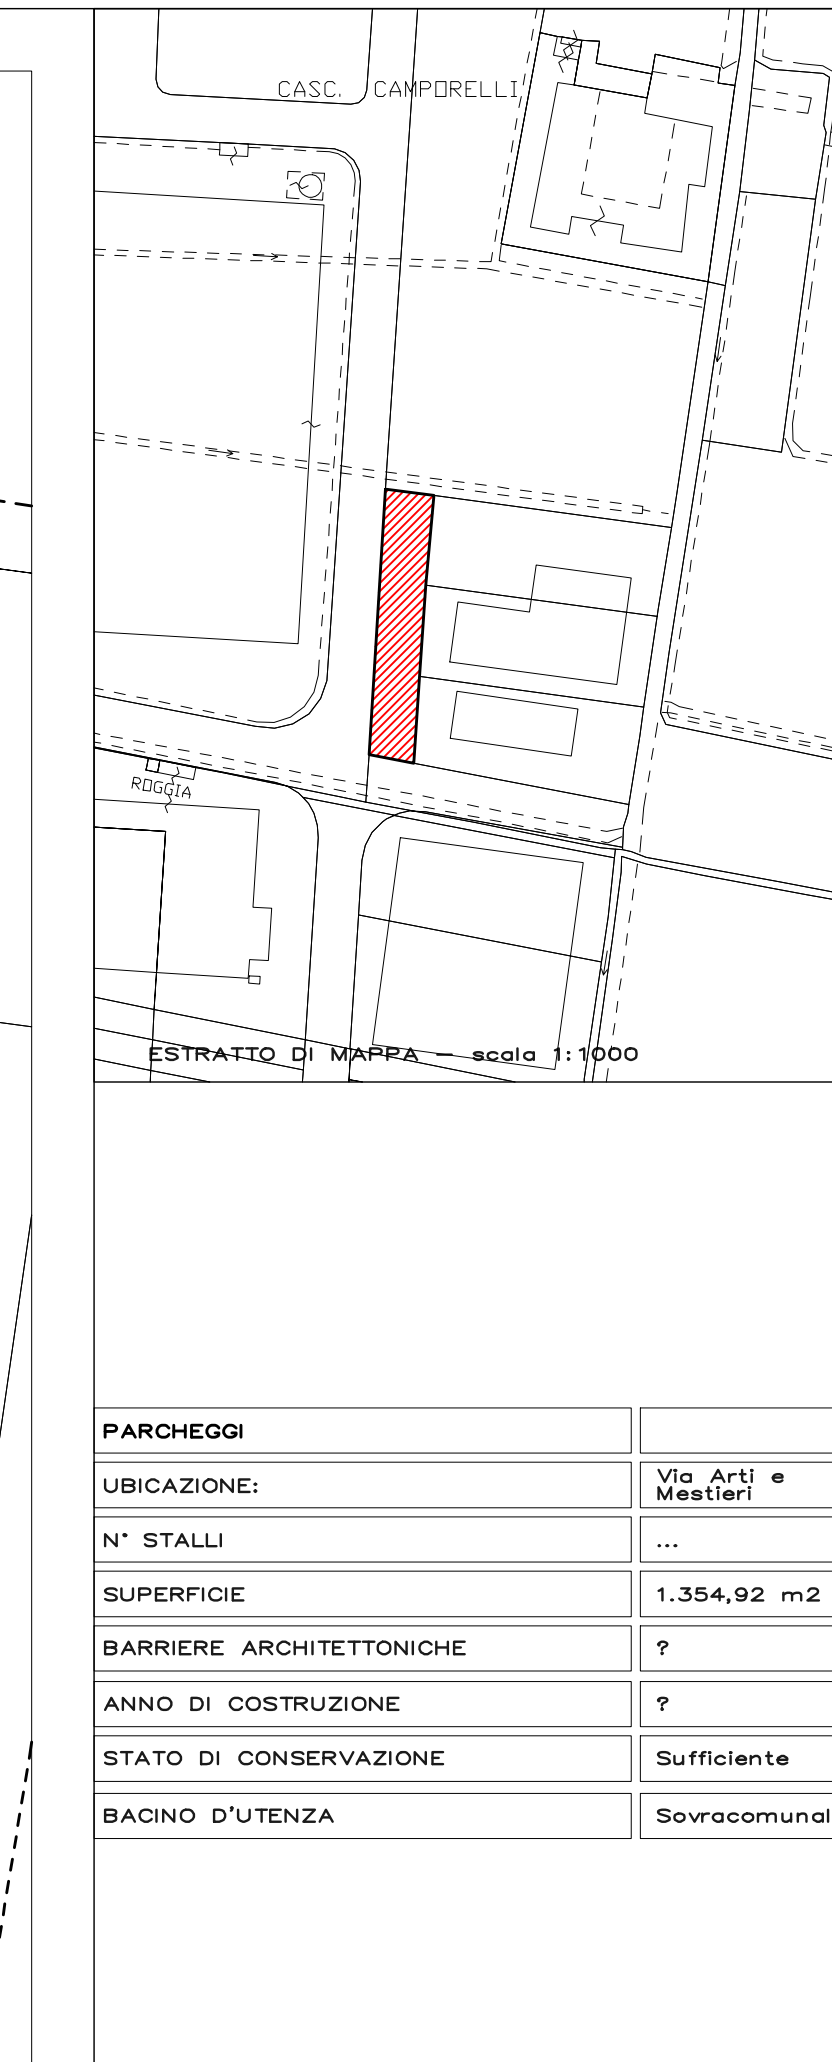 CASC. CAMPORELLI
ROGGIA
ESTRATTO DI MAPPA – scala 1:1000
PARCHEGGI
UBICAZIONE: Via Arti e
Mestieri
N° STALLI ...
SUPERFICIE 1.354,92 m2
BARRIERE ARCHITETTONICHE ?
ANNO DI COSTRUZIONE ?
STATO DI CONSERVAZIONE Sufficiente
BACINO D'UTENZA Sovracomunal